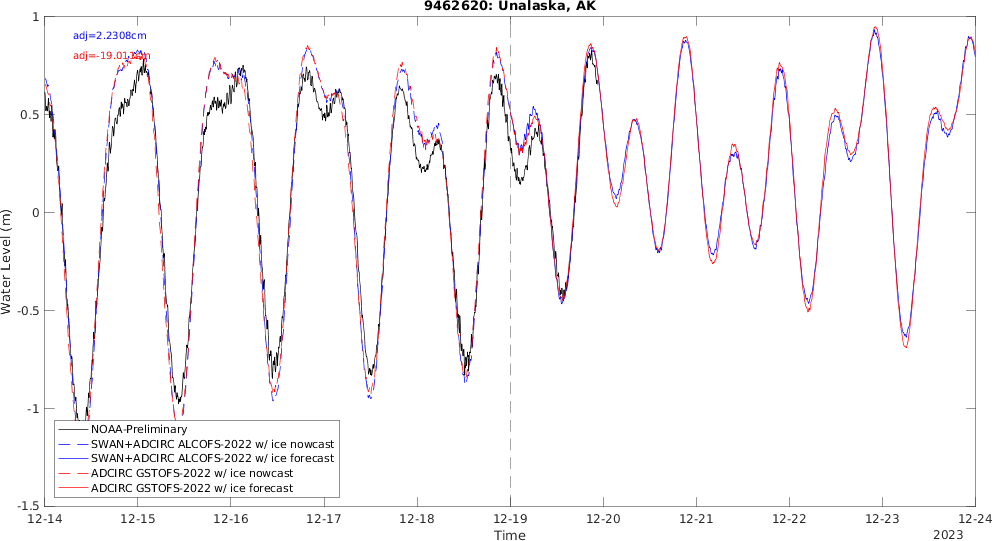 9462620: Unalaska, AK
adj=2.2308cm
Water Level (m)
1
0.5
0
-0.5
-1
-1.5
NOAA-Preliminary
SWAN+ADCIRC ALCOFS-2022 w/ ice nowcast
SWAN+ADCIRC ALCOFS-2022 w/ ice forecast
ADCIRC GSTOFS-2022 w/ ice nowcast
ADCIRC GSTOFS-2022 w/ ice forecast
12-14 12-15 12-16 12-17 12-18 12-19 12-20 12-21 12-22 12-23 12-24
Time
2023